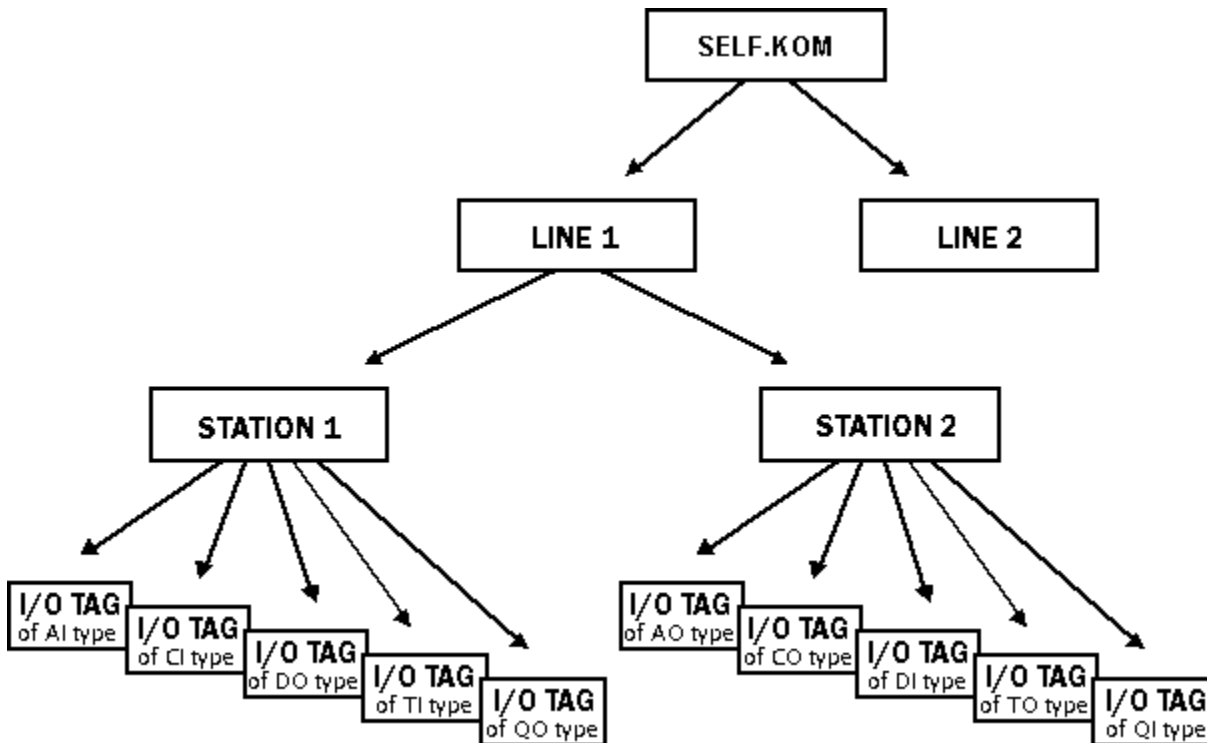 SELF.KOM
LINE 1
LINE 2
STATION 1
STATION 2
I/O TAG
of AI type
I/O TAG
of CI type
I/O TAG
of DO type
I/O TAG
of TI type
I/O TAG
of QO type
I/O TAG
of AO type
I/O TAG
of CO type
I/O TAG
of DI type
I/O TAG
of TO type
I/O TAG
of QI type